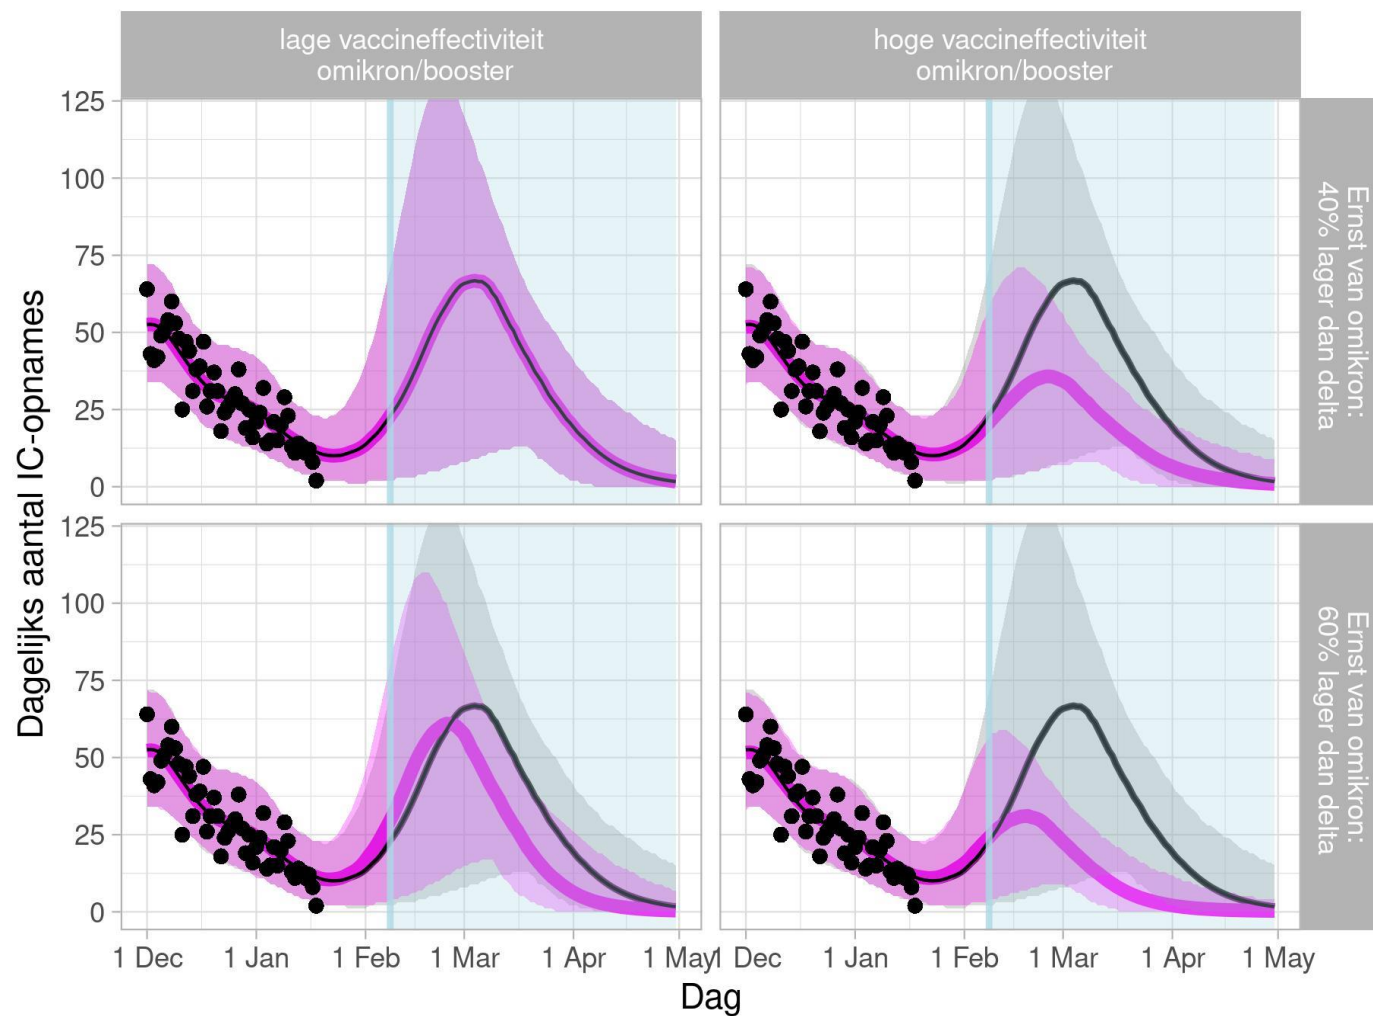 lage vaccineffectiviteit
omikron/booster
hoge vaccineffectiviteit
omikron/booster
Dagelijks aantal IC-opnames
125
100
75
50
25
0
Ernst van omikron:
40% lager dan delta
125
100
75
50
25
0
Ernst van omikron:
60% lager dan delta
1 Dec
1 Jan
1 Feb
1 Mar
1 Apr
1 May
1 Dec
1 Jan
1 Feb
1 Mar
1 Apr
1 May
Dag